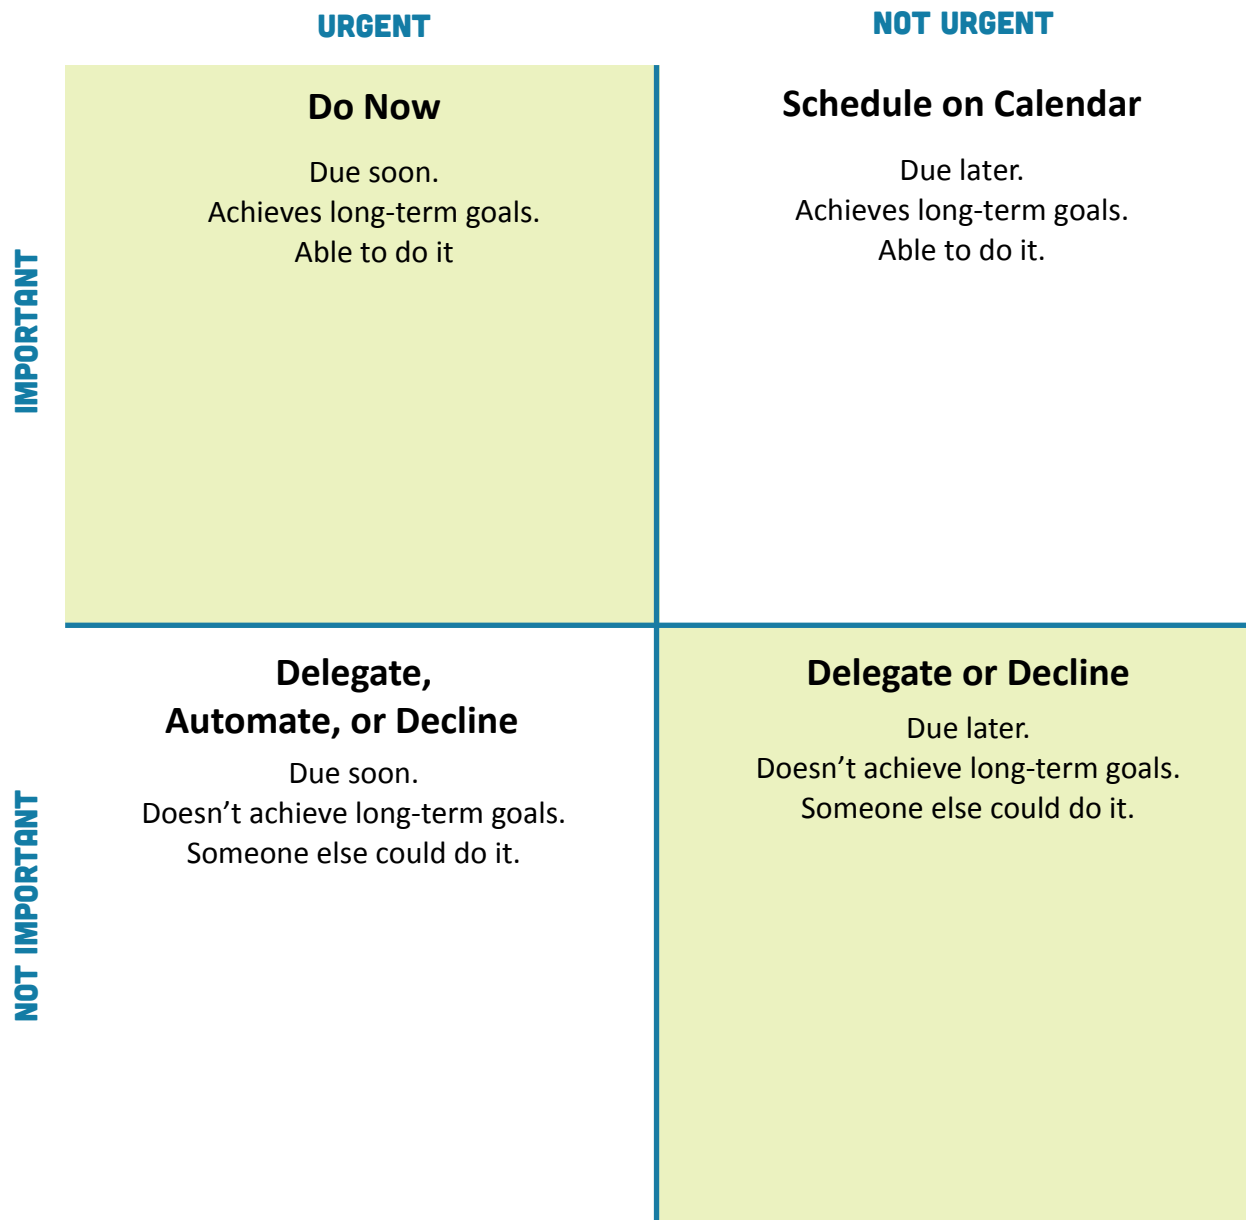 URGENT
NOT URGENT
IMPORTANT
Do Now
Due soon.
Achieves long-term goals.
Able to do it
Schedule on Calendar
Due later.
Achieves long-term goals.
Able to do it.
NOT IMPORTANT
Delegate,
Automate, or Decline
Due soon.
Doesn’t achieve long-term goals.
Someone else could do it.
Delegate or Decline
Due later.
Doesn’t achieve long-term goals.
Someone else could do it.